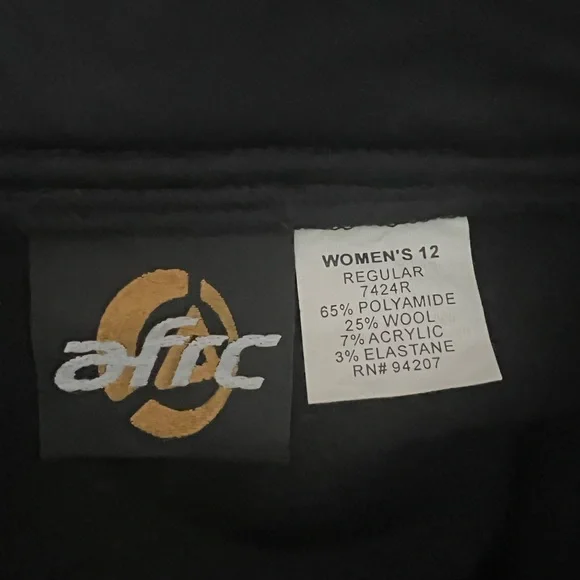 afrc
WOMEN'S 12
REGULAR
7424R
65% POLYAMIDE
25% WOOL
7% ACRYLIC
3% ELASTANE
RN# 94207